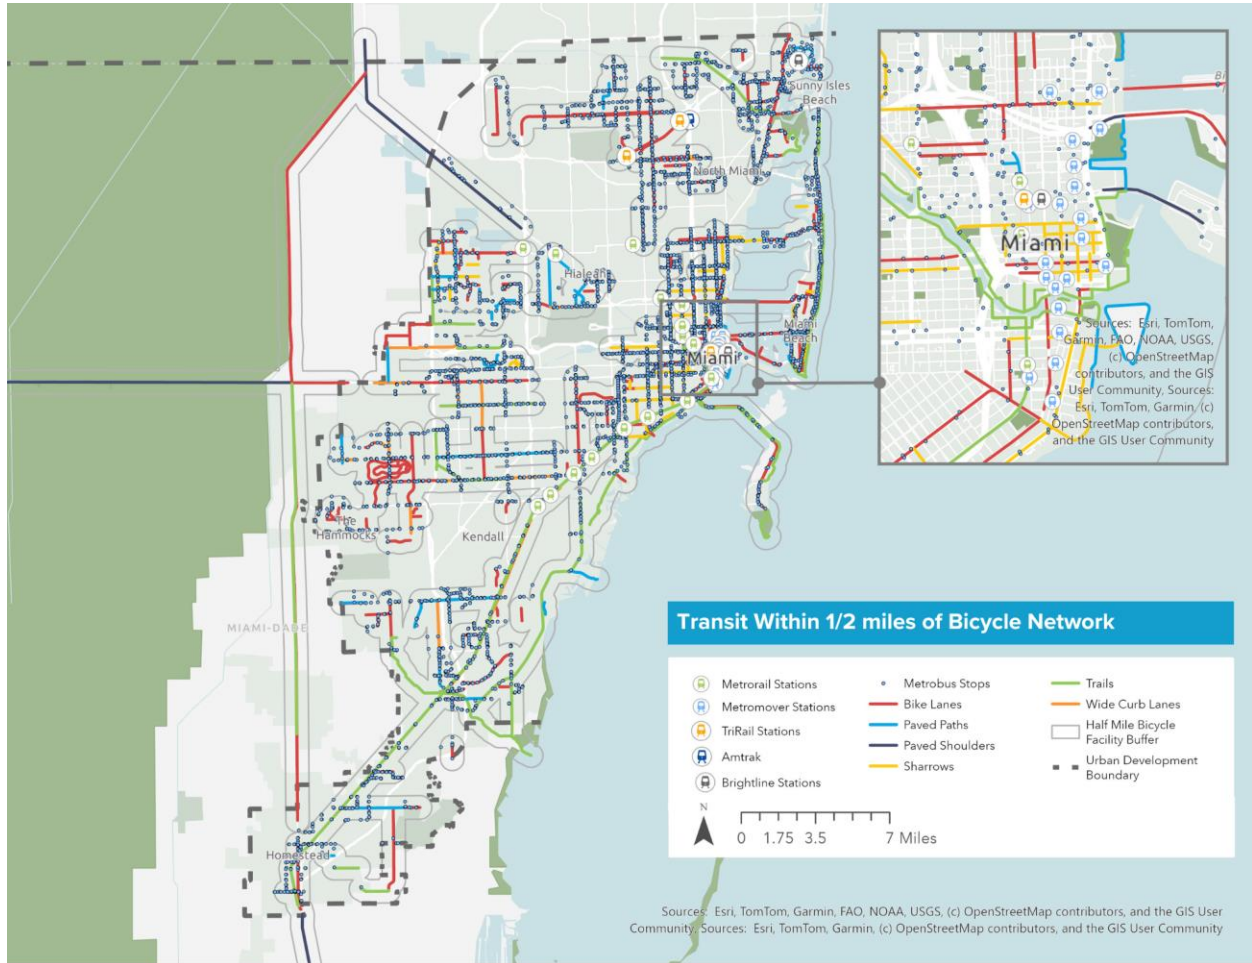 Sunny Isles
Beach
North Miami
Hialeah
Miami
Beach
Miami
The
Hammocks
Kendall
MIAMI-DADE
Homestead
Miami
Sources: Esri, TomTom,
Garmin, FAO, NOAA, USGS,
(c) OpenStreetMap
contributors, and the GIS
User Community, Sources:
Esri, TomTom, Garmin, (c)
OpenStreetMap contributors,
and the GIS User Community
Transit Within 1/2 miles of Bicycle Network
Metrorail Stations
Metromover Stations
TriRail Stations
Amtrak
Brightline Stations
Metrobus Stops
Bike Lanes
Paved Paths
Paved Shoulders
Sharrows
Trails
Wide Curb Lanes
Half Mile Bicycle
Facility Buffer
Urban Development
Boundary
N
0 1.75 3.5 7 Miles
Sources: Esri, TomTom, Garmin, FAO, NOAA, USGS, (c) OpenStreetMap contributors, and the GIS User
Community, Sources: Esri, TomTom, Garmin, (c) OpenStreetMap contributors, and the GIS User Community